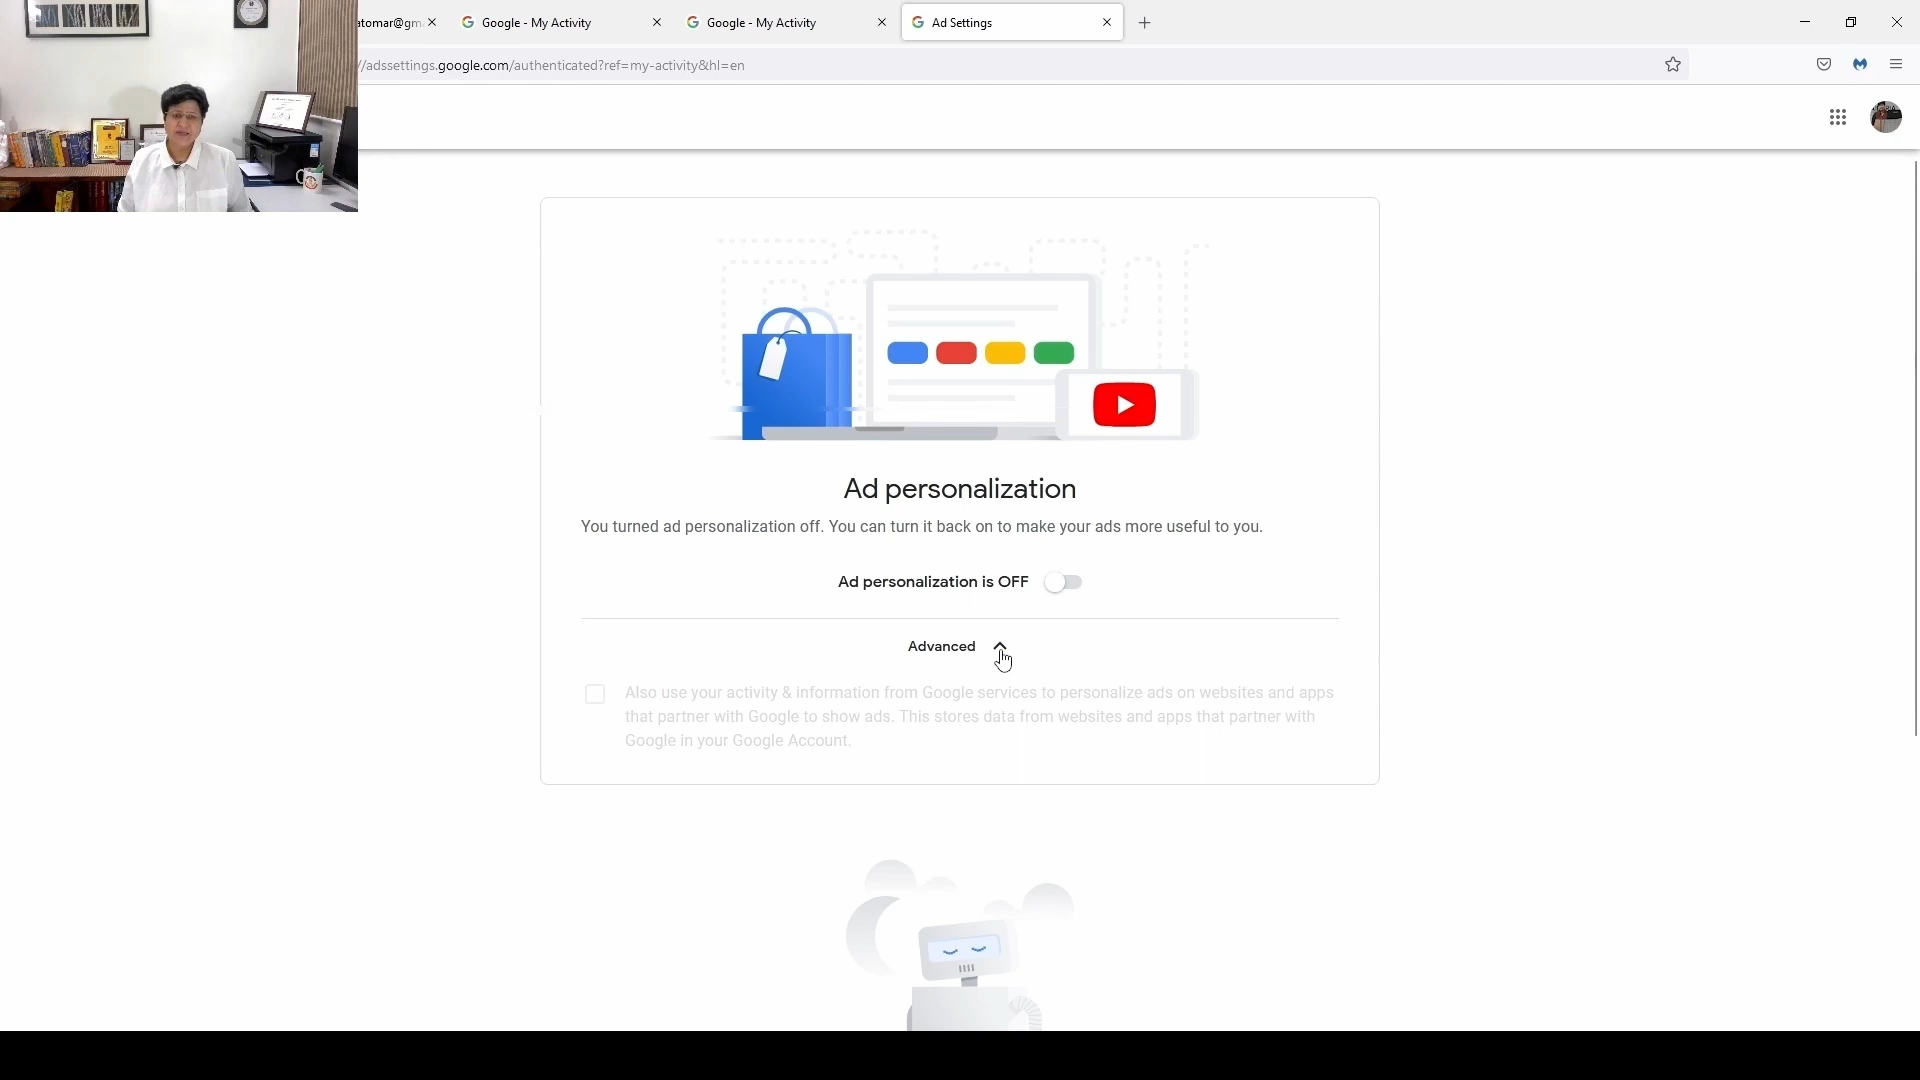 atomar@gm
Google - My Activity
Google - My Activity
Ad Settings
//adssettings.google.com/authenticated?ref=my-activity&hl=en
Ad personalization
You turned ad personalization off. You can turn it back on to make your ads more useful to you.
Ad personalization is OFF
Advanced
Also use your activity & information from Google services to personalize ads on websites and apps
that partner with Google to show ads. This stores data from websites and apps that partner with
Google in your Google Account.